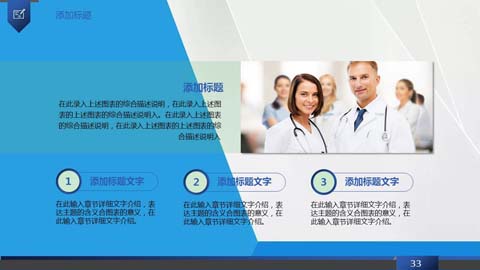 添加标题
添加标题
在此录入上述图表的综合描述说明，在此录入上述图
表的上述图表的综合描述说明入。在此录入上述图表
的综合描述说明，在此录入上述图表的上述图表的综
合描述说明入
1 添加标题文字
2 添加标题文字
3 添加标题文字
在此输入章节详细文字介绍，表
达主题的含义合图表的意义，在
此输入章节详细文字介绍。
在此输入章节详细文字介绍，表
达主题的含义合图表的意义，在
此输入章节详细文字介绍。
在此输入章节详细文字介绍，表
达主题的含义合图表的意义，在
此输入章节详细文字介绍。
33